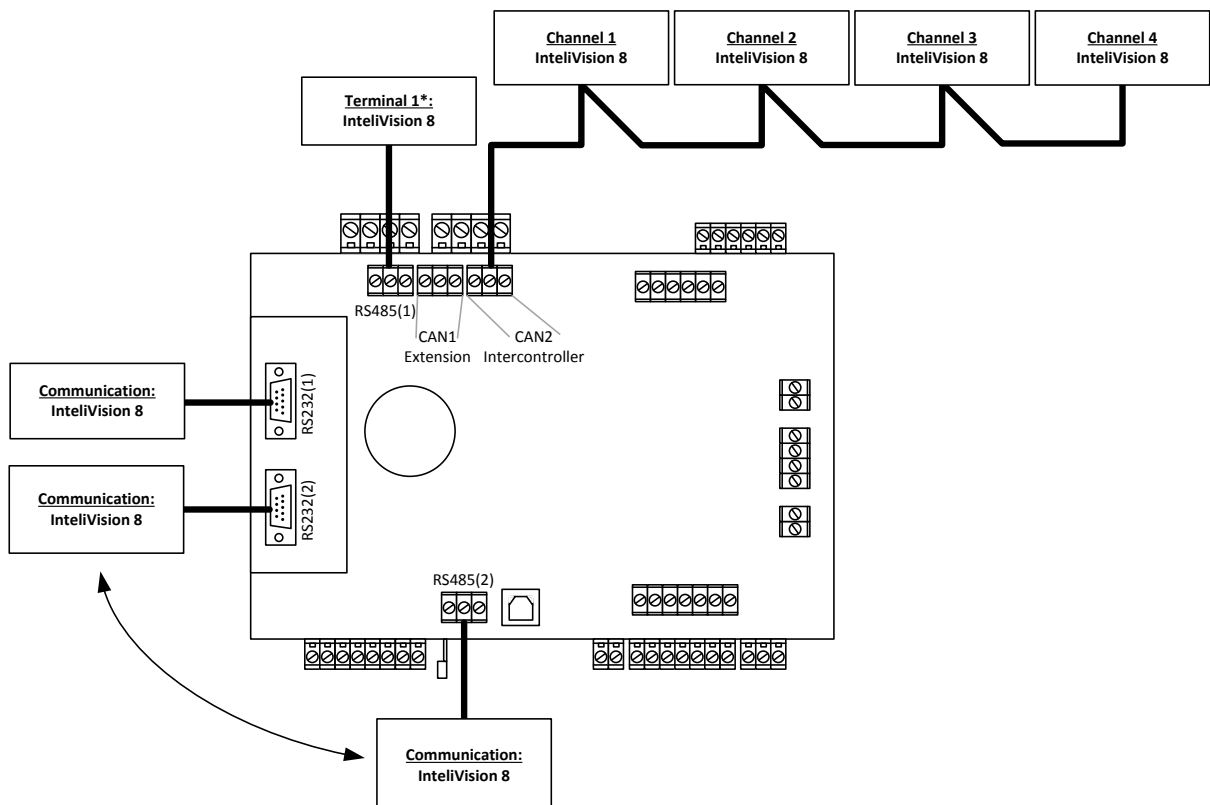 Channel 1
InteliVision 8
Channel 2
InteliVision 8
Channel 3
InteliVision 8
Channel 4
InteliVision 8
Terminal 1*:
InteliVision 8
RS485(1)
CAN1
Extension
CAN2
Intercontroller
Communication:
InteliVision 8
RS232(1)
Communication:
InteliVision 8
RS232(2)
RS485(2)
Communication:
InteliVision 8